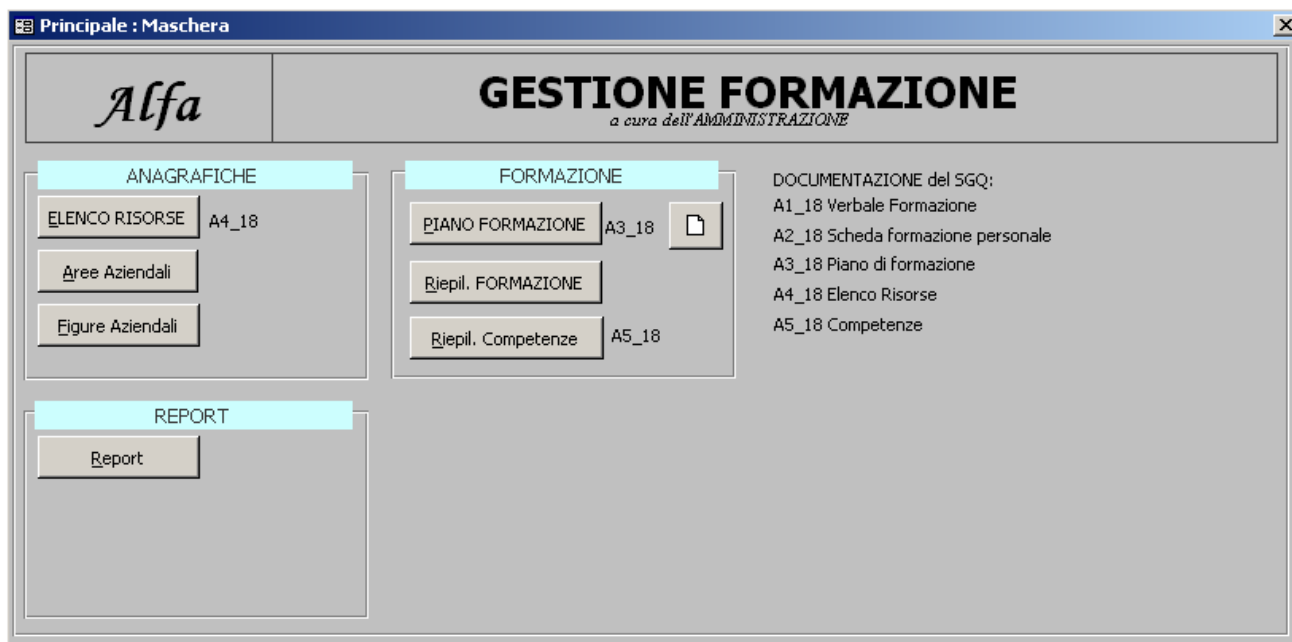 Principale : Maschera
Alfa
GESTIONE FORMAZIONE
a cura dell'AMMINISTRAZIONE
ANAGRAFICHE
ELENCO RISORSE A4_18
Aree Aziendali
Figure Aziendali
FORMAZIONE
PIANO FORMAZIONE A3_18
Riepil. FORMAZIONE
Riepil. Competenze A5_18
DOCUMENTAZIONE del SGQ:
A1_18 Verbale Formazione
A2_18 Scheda formazione personale
A3_18 Piano di formazione
A4_18 Elenco Risorse
A5_18 Competenze
REPORT
Report